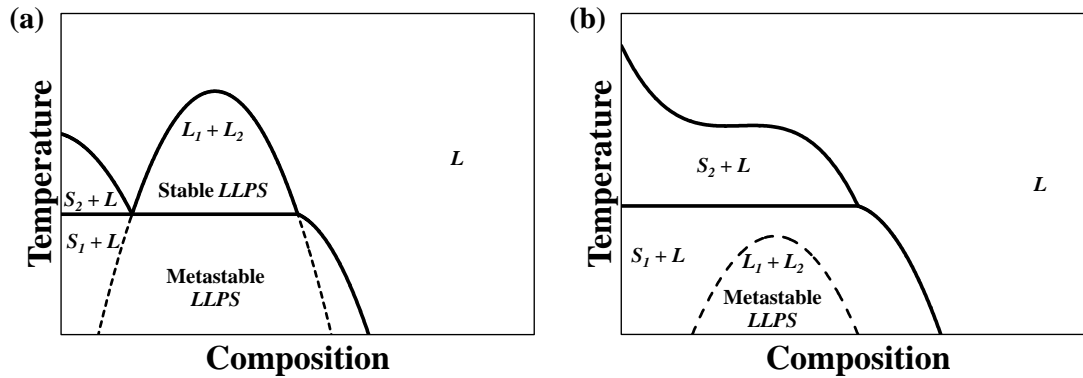 (a)
Temperature
L₁ + L₂
L
Stable LLPS
S₂ + L
S₁ + L
Metastable
LLPS
Composition
(b)
Temperature
S₂ + L
L
S₁ + L
L₁ + L₂
Metastable
LLPS
Composition